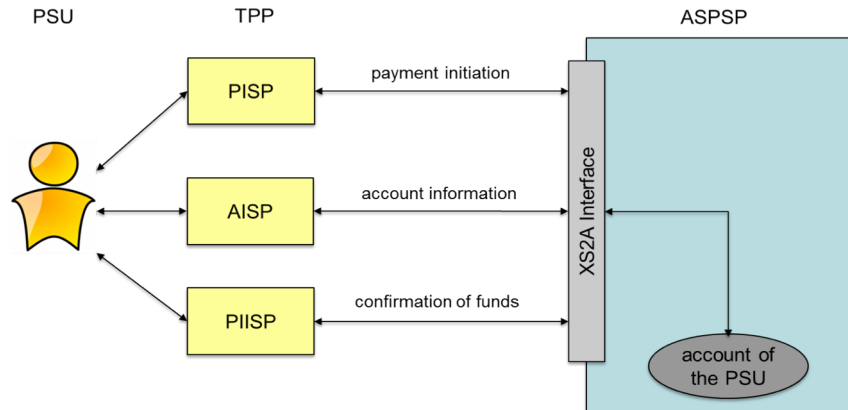 PSU
TPP
ASPSP
PISP
payment initiation
AISP
account information
XS2A Interface
PIISP
confirmation of funds
account of
the PSU